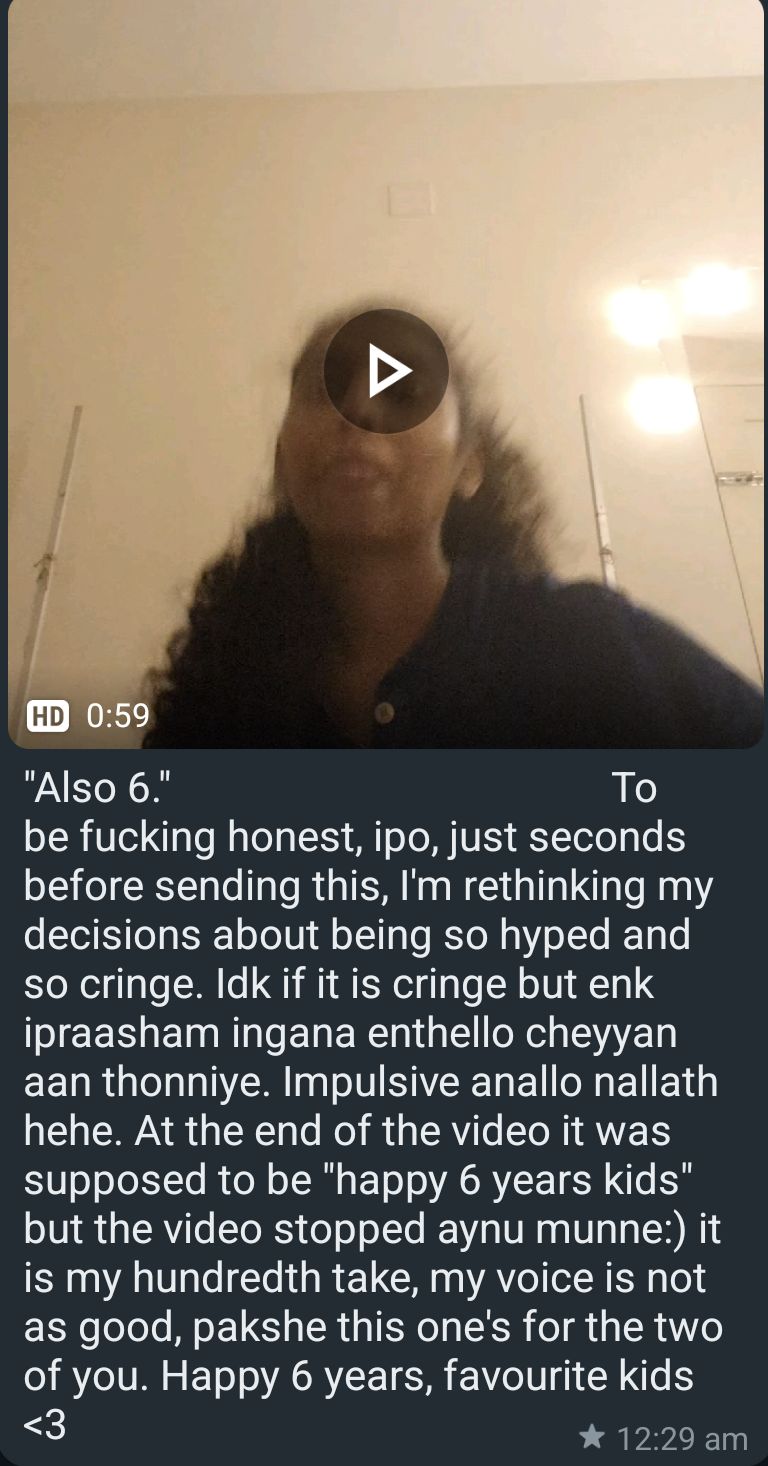 HD 0:59
"Also 6." To
be fucking honest, ipo, just seconds
before sending this, I'm rethinking my
decisions about being so hyped and
so cringe. Idk if it is cringe but enk
ipraasham ingana enthello cheyyan
aan thonniye. Impulsive anallo nallath
hehe. At the end of the video it was
supposed to be "happy 6 years kids"
but the video stopped aynu munne:) it
is my hundredth take, my voice is not
as good, pakshe this one's for the two
of you. Happy 6 years, favourite kids
<3
12:29 am